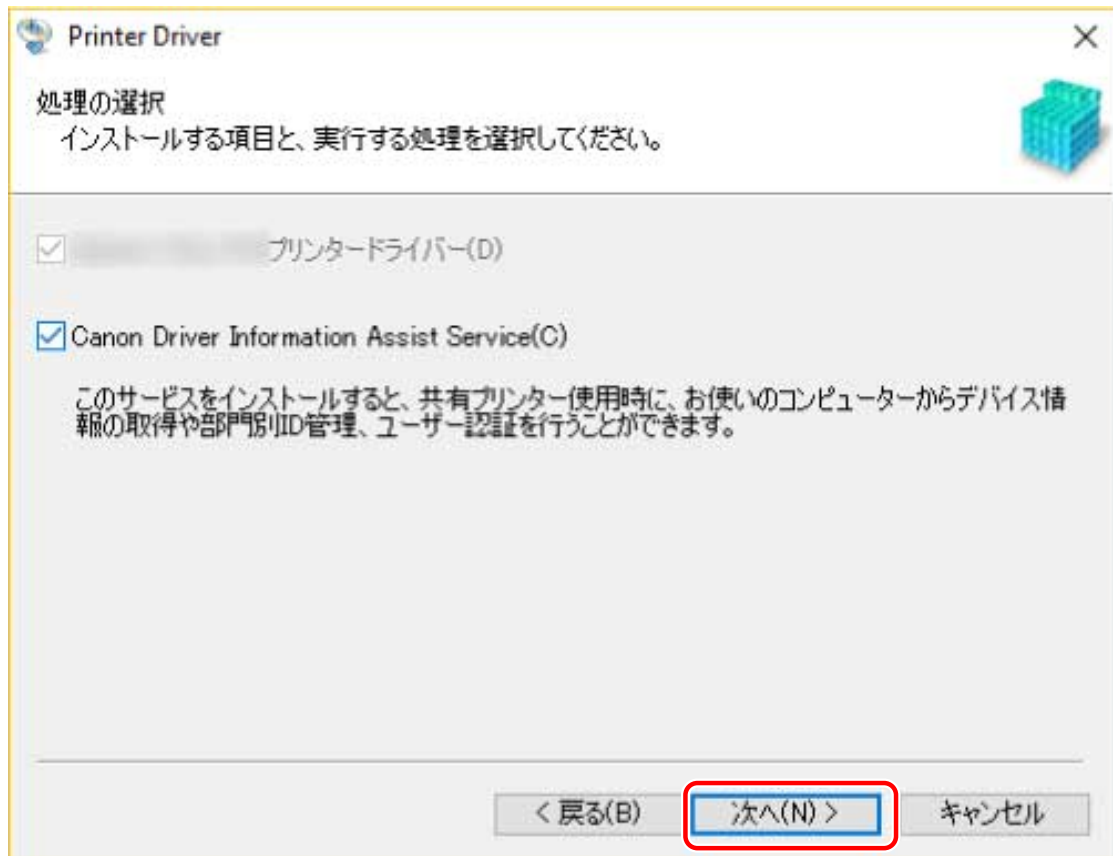 Printer Driver
処理の選択
インストールする項目と、実行する処理を選択してください。
プリンタードライバー(D)
Canon Driver Information Assist Service(C)
このサービスをインストールすると、共有プリンター使用時に、お使いのコンピューターからデバイス情
報の取得や部門別ID管理、ユーザー認証を行うことができます。
< 戻る(B)
次へ(N) >
キャンセル